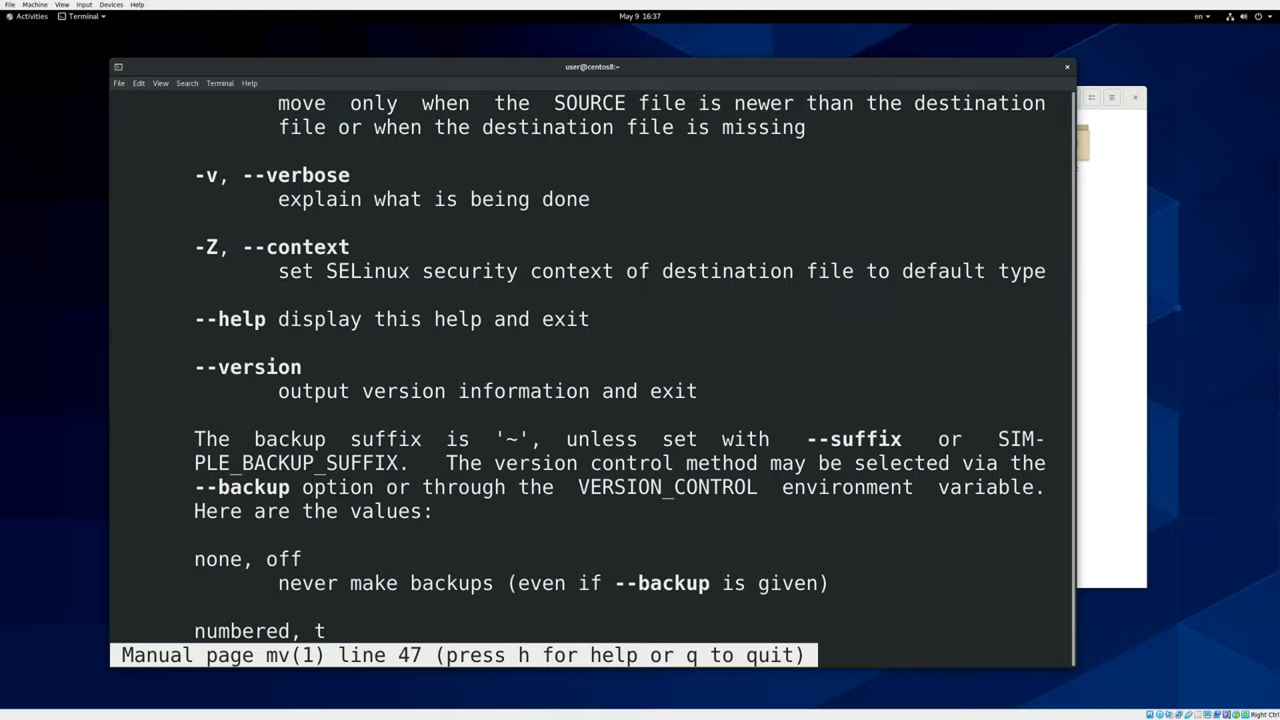 File Machine View Input Devices Help
Activities Terminal May 9 16:37 en
user@centos8:~
File Edit View Search Terminal Help
move only when the SOURCE file is newer than the destination
file or when the destination file is missing
-v, --verbose
explain what is being done
-Z, --context
set SELinux security context of destination file to default type
--help display this help and exit
--version
output version information and exit
The backup suffix is '~', unless set with --suffix or SIM-
PLE_BACKUP_SUFFIX. The version control method may be selected via the
--backup option or through the VERSION_CONTROL environment variable.
Here are the values:
none, off
never make backups (even if --backup is given)
numbered, t
Manual page mv(1) line 47 (press h for help or q to quit)
Right Ctrl